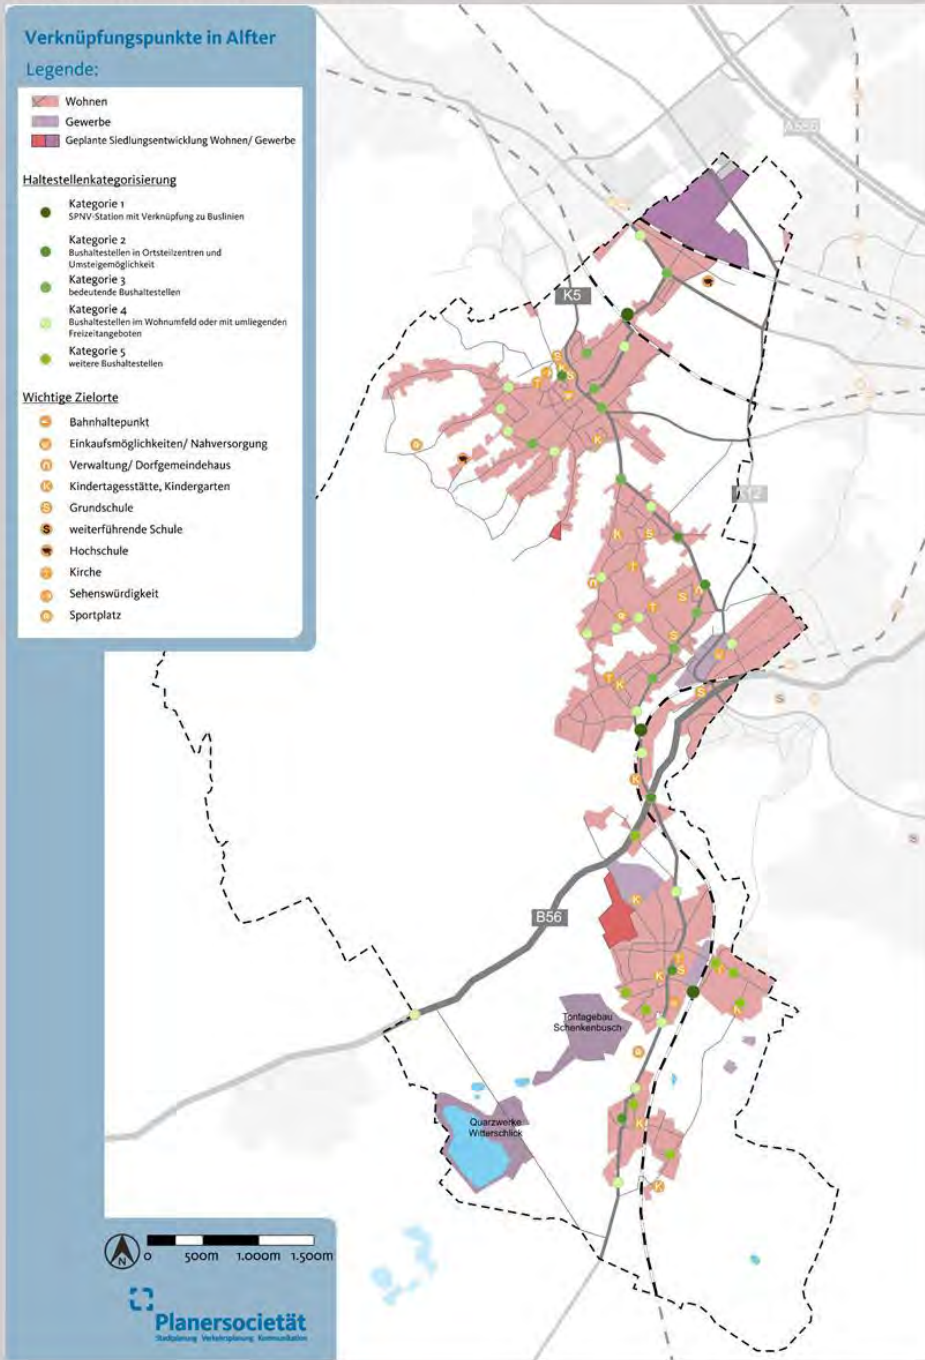 Verknüpfungspunkte in Alfter
Legende:
Wohnen
Gewerbe
Geplante Siedlungsentwicklung Wohnen/ Gewerbe
Haltestellenkategorisierung
Kategorie 1
SPNV-Station mit Verknüpfung zu Buslinien
Kategorie 2
Bushaltestellen in Ortsteilzentren und
Umsteigemöglichkeit
Kategorie 3
bedeutende Bushaltestellen
Kategorie 4
Bushaltestellen im Wohnumfeld oder mit umliegenden
Freizeitangeboten
Kategorie 5
weitere Bushaltestellen
Wichtige Zielorte
Bahnhaltepunkt
Einkaufsmöglichkeiten/ Nahversorgung
Verwaltung/ Dorfgemeindehaus
Kindertagesstätte, Kindergarten
Grundschule
weiterführende Schule
Hochschule
Kirche
Sehenswürdigkeit
Sportplatz
K5
B56
Tontagebau
Schenkenbusch
Quarzwerke
Witterschlick
N
0 500m 1.000m 1.500m
Planersocietät
Stadtplanung Verkehrsplanung Kommunikation